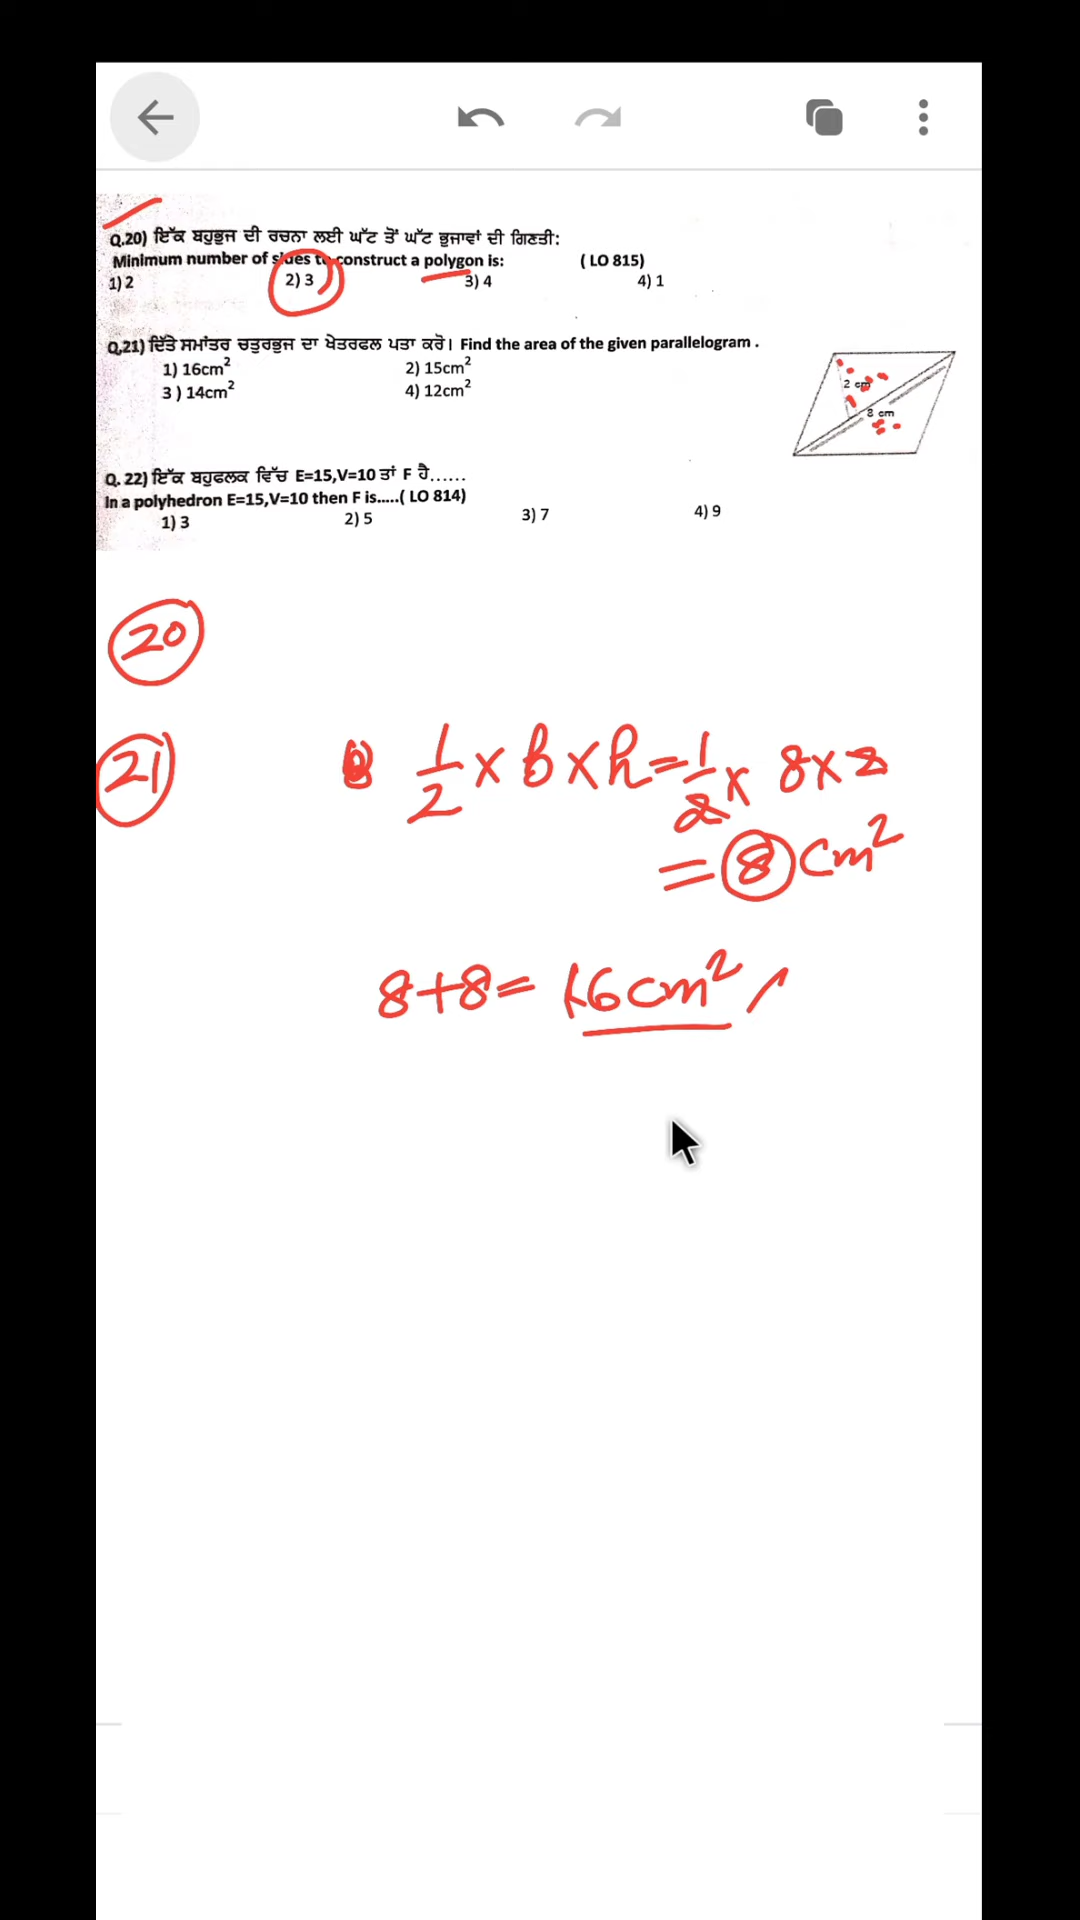 Q.20) ਇੱਕ ਬਹੁਭੁਜ ਦੀ ਰਚਨਾ ਲਈ ਘੱਟ ਤੋਂ ਘੱਟ ਭੁਜਾਵਾਂ ਦੀ ਗਿਣਤੀ:
Minimum number of sides to construct a polygon is: ( LO 815)
1) 2 2) 3 3) 4 4) 1
Q.21) ਦਿੱਤੇ ਸਮਾਂਤਰ ਚਤੁਰਭੁਜ ਦਾ ਖੇਤਰਫਲ ਪਤਾ ਕਰੋ। Find the area of the given parallelogram .
1) 16cm² 2) 15cm²
3 ) 14cm² 4) 12cm²
2 cm
8 cm
Q. 22) ਇੱਕ ਬਹੁਫਲਕ ਵਿੱਚ E=15,V=10 ਤਾਂ F ਹੈ......
In a polyhedron E=15,V=10 then F is.....( LO 814)
1) 3 2) 5 3) 7 4) 9
20
21 1/2 × b × h = 1/2 × 8 × 2
= 8 cm²
8+8= 16cm²